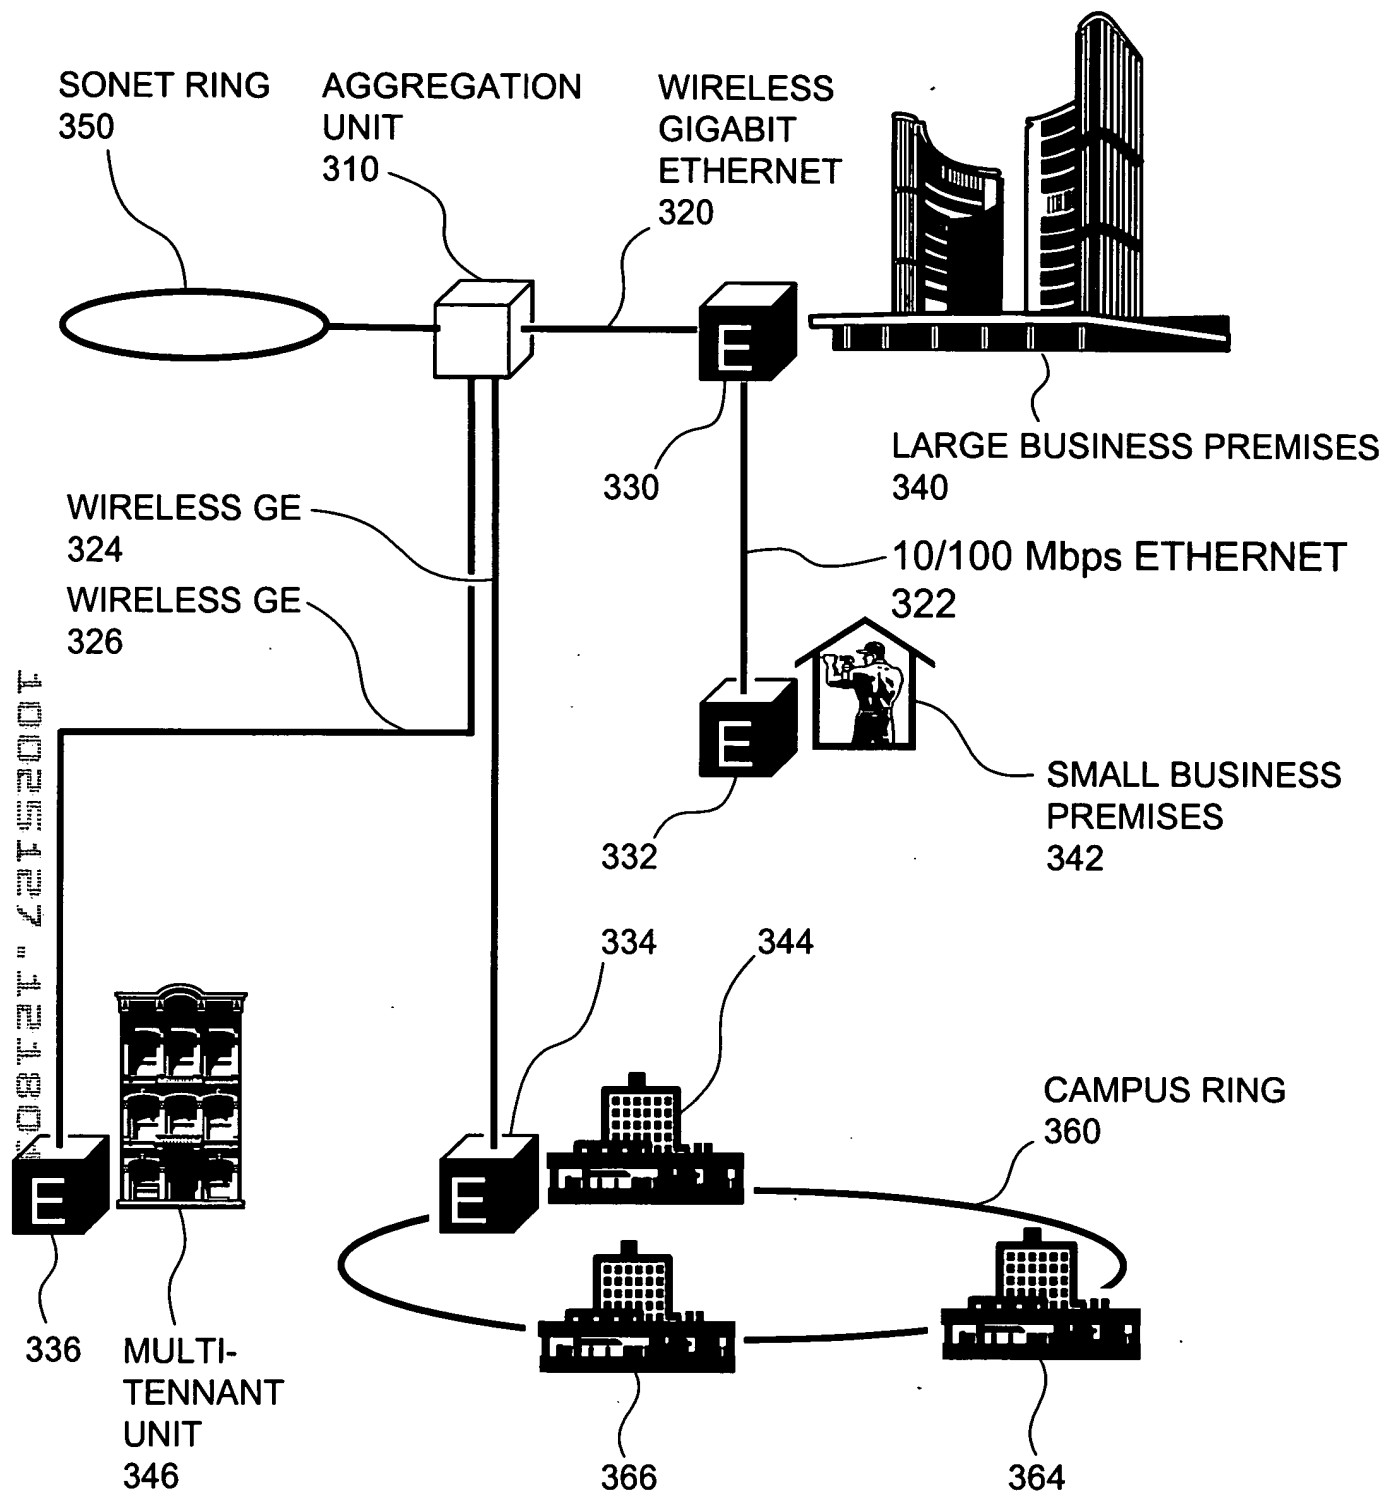 SONET RING
350
AGGREGATION
UNIT
310
WIRELESS
GIGABIT
ETHERNET
320
E
330
LARGE BUSINESS PREMISES
340
WIRELESS GE
324
10/100 Mbps ETHERNET
322
WIRELESS GE
326
E
332
SMALL BUSINESS
PREMISES
342
334
344
CAMPUS RING
360
E
E
336
MULTI-
TENNANT
UNIT
346
366
364